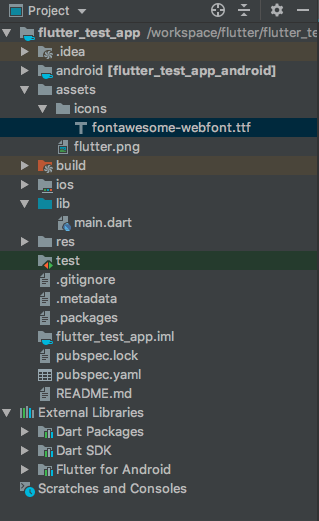 Project
flutter_test_app /workspace/flutter/flutter_te
.idea
android [flutter_test_app_android]
assets
icons
fontawesome-webfont.ttf
flutter.png
build
ios
lib
main.dart
res
test
.gitignore
.metadata
.packages
flutter_test_app.iml
pubspec.lock
pubspec.yaml
README.md
External Libraries
Dart Packages
Dart SDK
Flutter for Android
Scratches and Consoles